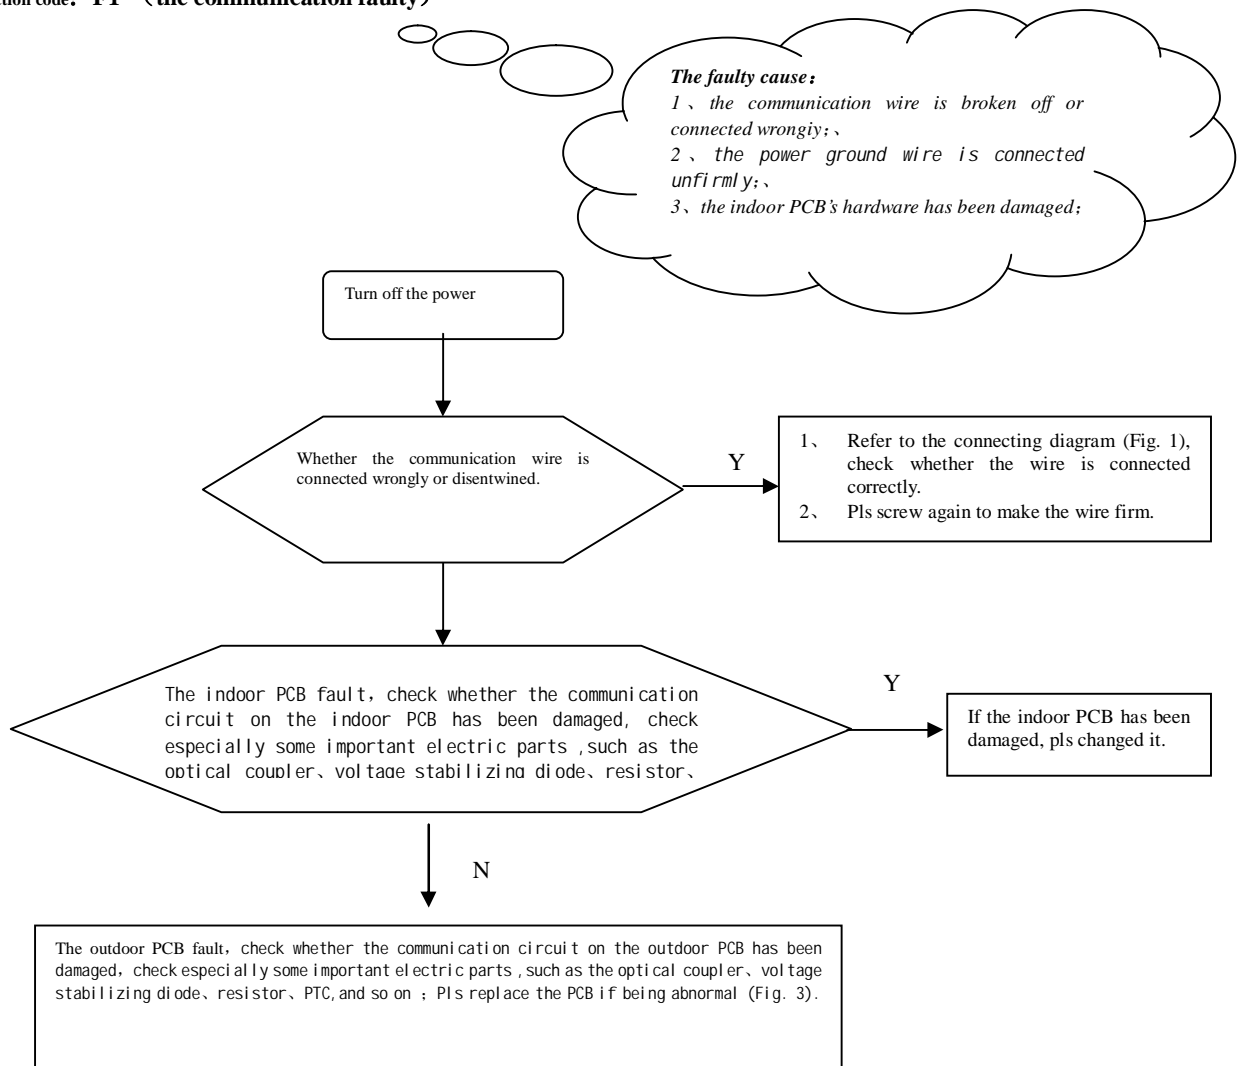 tion code: F1 （the communication faulty）
The faulty cause：
1 、 the communication wire is broken off or
connected wrongiy；、
2 、 the power ground wire is connected
unfirmly；、
3、the indoor PCB’s hardware has been damaged；
Turn off the power
Whether the communication wire is
connected wrongly or disentwined.
Y
1、 Refer to the connecting diagram (Fig. 1),
check whether the wire is connected
correctly.
2、 Pls screw again to make the wire firm.
The indoor PCB fault，check whether the communication
circuit on the indoor PCB has been damaged, check
especially some important electric parts ,such as the
optical coupler、voltage stabilizing diode、resistor、
Y
If the indoor PCB has been
damaged, pls changed it.
N
The outdoor PCB fault，check whether the communication circuit on the outdoor PCB has been
damaged，check especially some important electric parts ,such as the optical coupler、voltage
stabilizing diode、resistor、PTC,and so on ；Pls replace the PCB if being abnormal (Fig. 3).